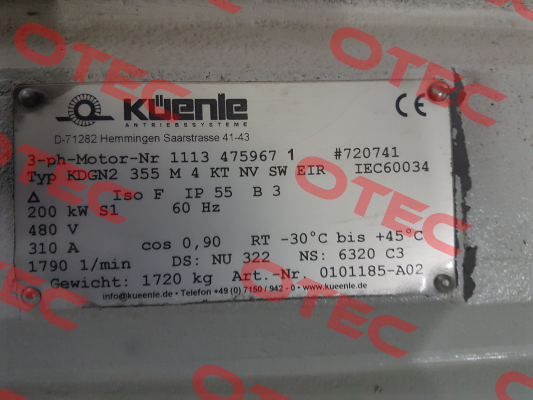 KÜENLE
ANTRIEBSSYSTEME
D-71282 Hemmingen Saarstrasse 41-43
3-ph-Motor-Nr 1113 475967 1 #720741
Typ KDGN2 355 M 4 KT NV SW EIR IEC60034
Δ Iso F IP 55 B 3
200 kW S1 60 Hz
480 V
310 A cos 0,90 RT -30°C bis +45°C
1790 1/min DS: NU 322 NS: 6320 C3
Gewicht: 1720 kg Art.-Nr. 0101185-A02
info@kueenle.de • Telefon +49 (0) 7150 / 942 - 0 • www.kueenle.de
CE
OTEC
OTEC
OTEC
OTEC
OTEC
OTEC
OTEC
OTEC